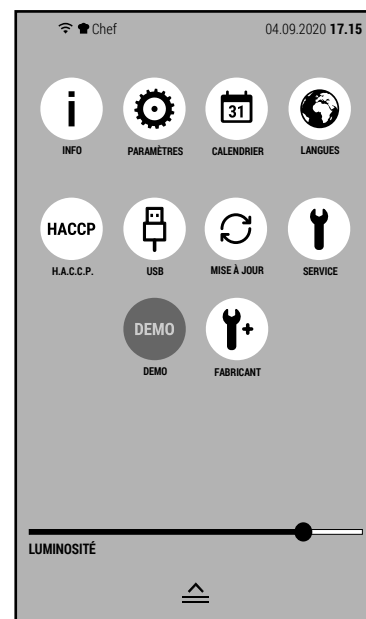 Chef 04.09.2020 17.15
i 31
INFO PARAMÈTRES CALENDRIER LANGUES
HACCP
H.A.C.C.P. USB MISE À JOUR SERVICE
DEMO
DEMO FABRICANT
LUMINOSITÉ